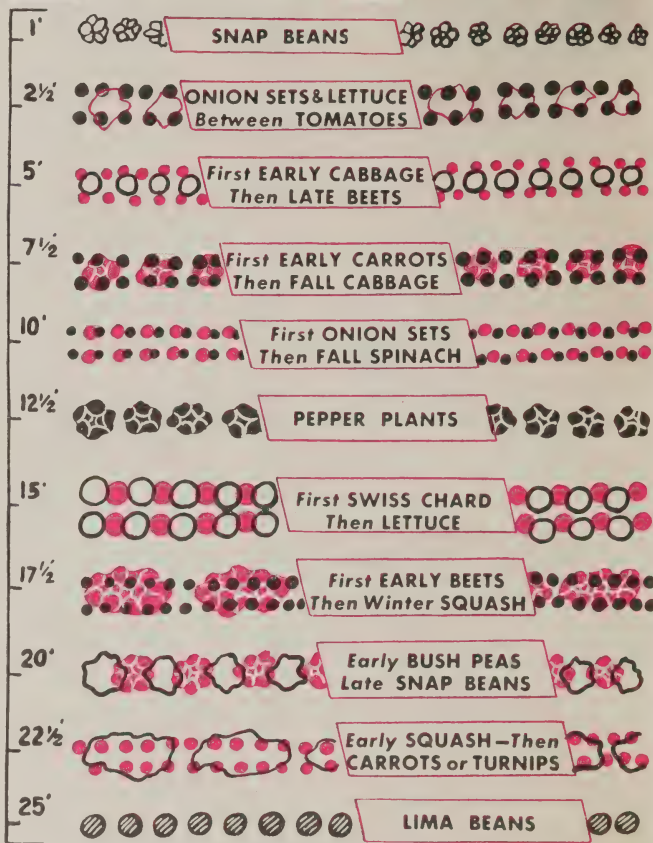 1'
SNAP BEANS
2½'
ONION SETS & LETTUCE
Between TOMATOES
5'
First EARLY CABBAGE
Then LATE BEETS
7½'
First EARLY CARROTS
Then FALL CABBAGE
10'
First ONION SETS
Then FALL SPINACH
12½'
PEPPER PLANTS
15'
First SWISS CHARD
Then LETTUCE
17½'
First EARLY BEETS
Then Winter SQUASH
20'
Early BUSH PEAS
Late SNAP BEANS
22½'
Early SQUASH—Then
CARROTS or TURNIPS
25'
LIMA BEANS